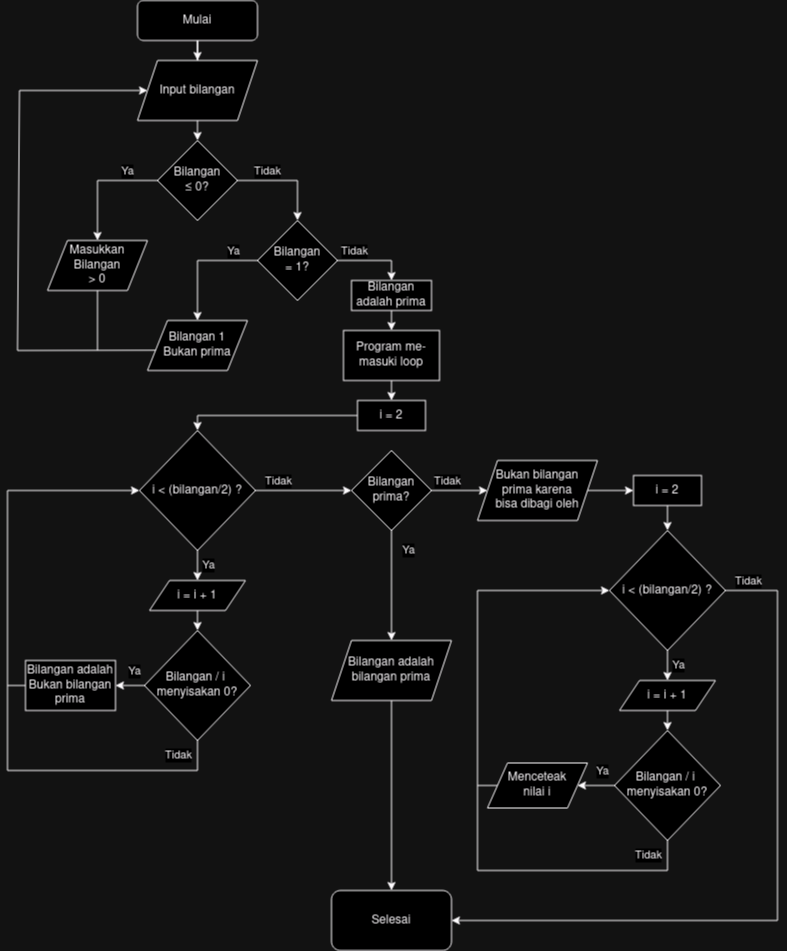 Mulai
Input bilangan
Bilangan
≤ 0?
Ya
Tidak
Masukkan
Bilangan
> 0
Bilangan
= 1?
Ya
Tidak
Bilangan 1
Bukan prima
Bilangan
adalah prima
Program me-
masuki loop
i = 2
i < (bilangan/2) ?
Tidak
Ya
i = i + 1
Bilangan / i
menyisakan 0?
Ya
Bilangan adalah
Bukan bilangan
prima
Tidak
Bilangan
prima?
Tidak
Ya
Bilangan adalah
bilangan prima
Bukan bilangan
prima karena
bisa dibagi oleh
i = 2
i < (bilangan/2) ?
Tidak
Ya
i = i + 1
Bilangan / i
menyisakan 0?
Ya
Menceteak
nilai i
Tidak
Selesai